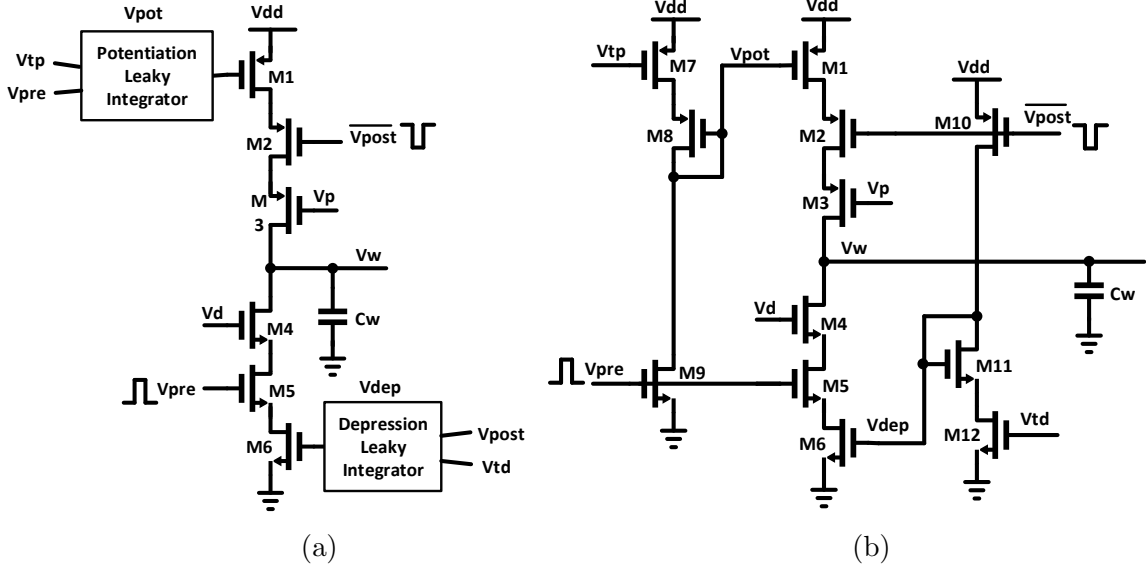 Vpot
Vdd
Vtp
Vpre
Potentiation
Leaky
Integrator
M1
M2
Vpost
M
3
Vp
Vw
Vd
M4
Cw
Vpre
M5
Vdep
M6
Depression
Leaky
Integrator
Vpost
Vtd
(a)
Vdd
Vdd
Vtp
M7
Vpot
M1
Vdd
M8
M2
M10
Vpost
M3
Vp
Vw
Cw
Vd
M4
Vpre
M9
M5
M11
Vdep
M6
M12
Vtd
(b)